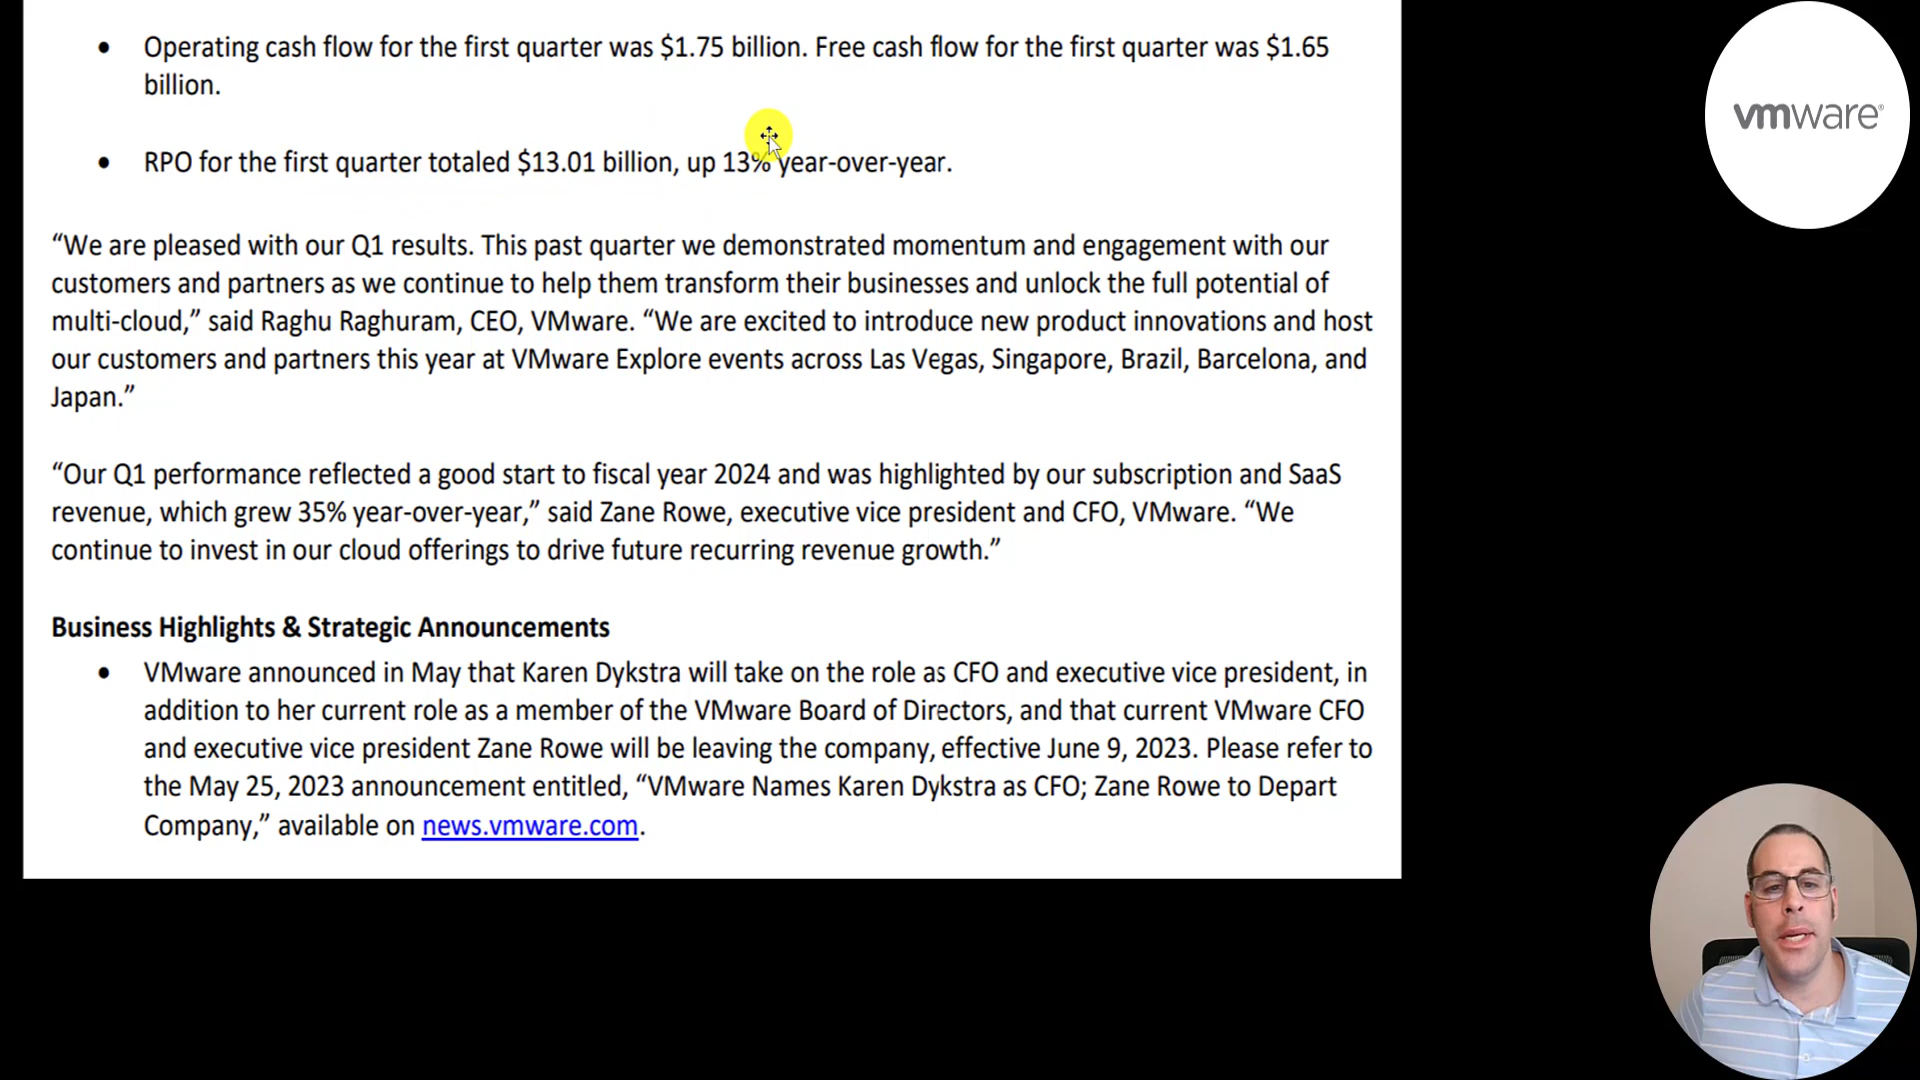 • Operating cash flow for the first quarter was $1.75 billion. Free cash flow for the first quarter was $1.65
billion.
• RPO for the first quarter totaled $13.01 billion, up 13% year-over-year.
“We are pleased with our Q1 results. This past quarter we demonstrated momentum and engagement with our
customers and partners as we continue to help them transform their businesses and unlock the full potential of
multi-cloud,” said Raghu Raghuram, CEO, VMware. “We are excited to introduce new product innovations and host
our customers and partners this year at VMware Explore events across Las Vegas, Singapore, Brazil, Barcelona, and
Japan.”
“Our Q1 performance reflected a good start to fiscal year 2024 and was highlighted by our subscription and SaaS
revenue, which grew 35% year-over-year,” said Zane Rowe, executive vice president and CFO, VMware. “We
continue to invest in our cloud offerings to drive future recurring revenue growth.”
Business Highlights & Strategic Announcements
• VMware announced in May that Karen Dykstra will take on the role as CFO and executive vice president, in
addition to her current role as a member of the VMware Board of Directors, and that current VMware CFO
and executive vice president Zane Rowe will be leaving the company, effective June 9, 2023. Please refer to
the May 25, 2023 announcement entitled, “VMware Names Karen Dykstra as CFO; Zane Rowe to Depart
Company,” available on news.vmware.com.
vmware®